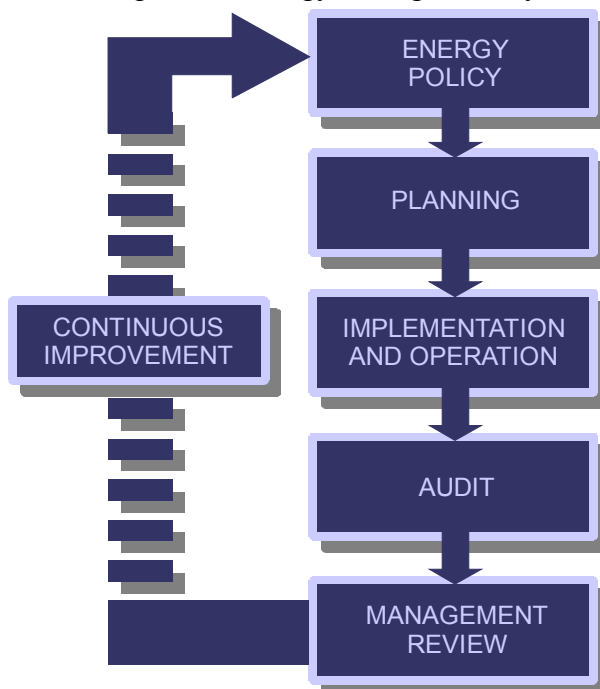 ENERGY
POLICY
PLANNING
CONTINUOUS
IMPROVEMENT
IMPLEMENTATION
AND OPERATION
AUDIT
MANAGEMENT
REVIEW